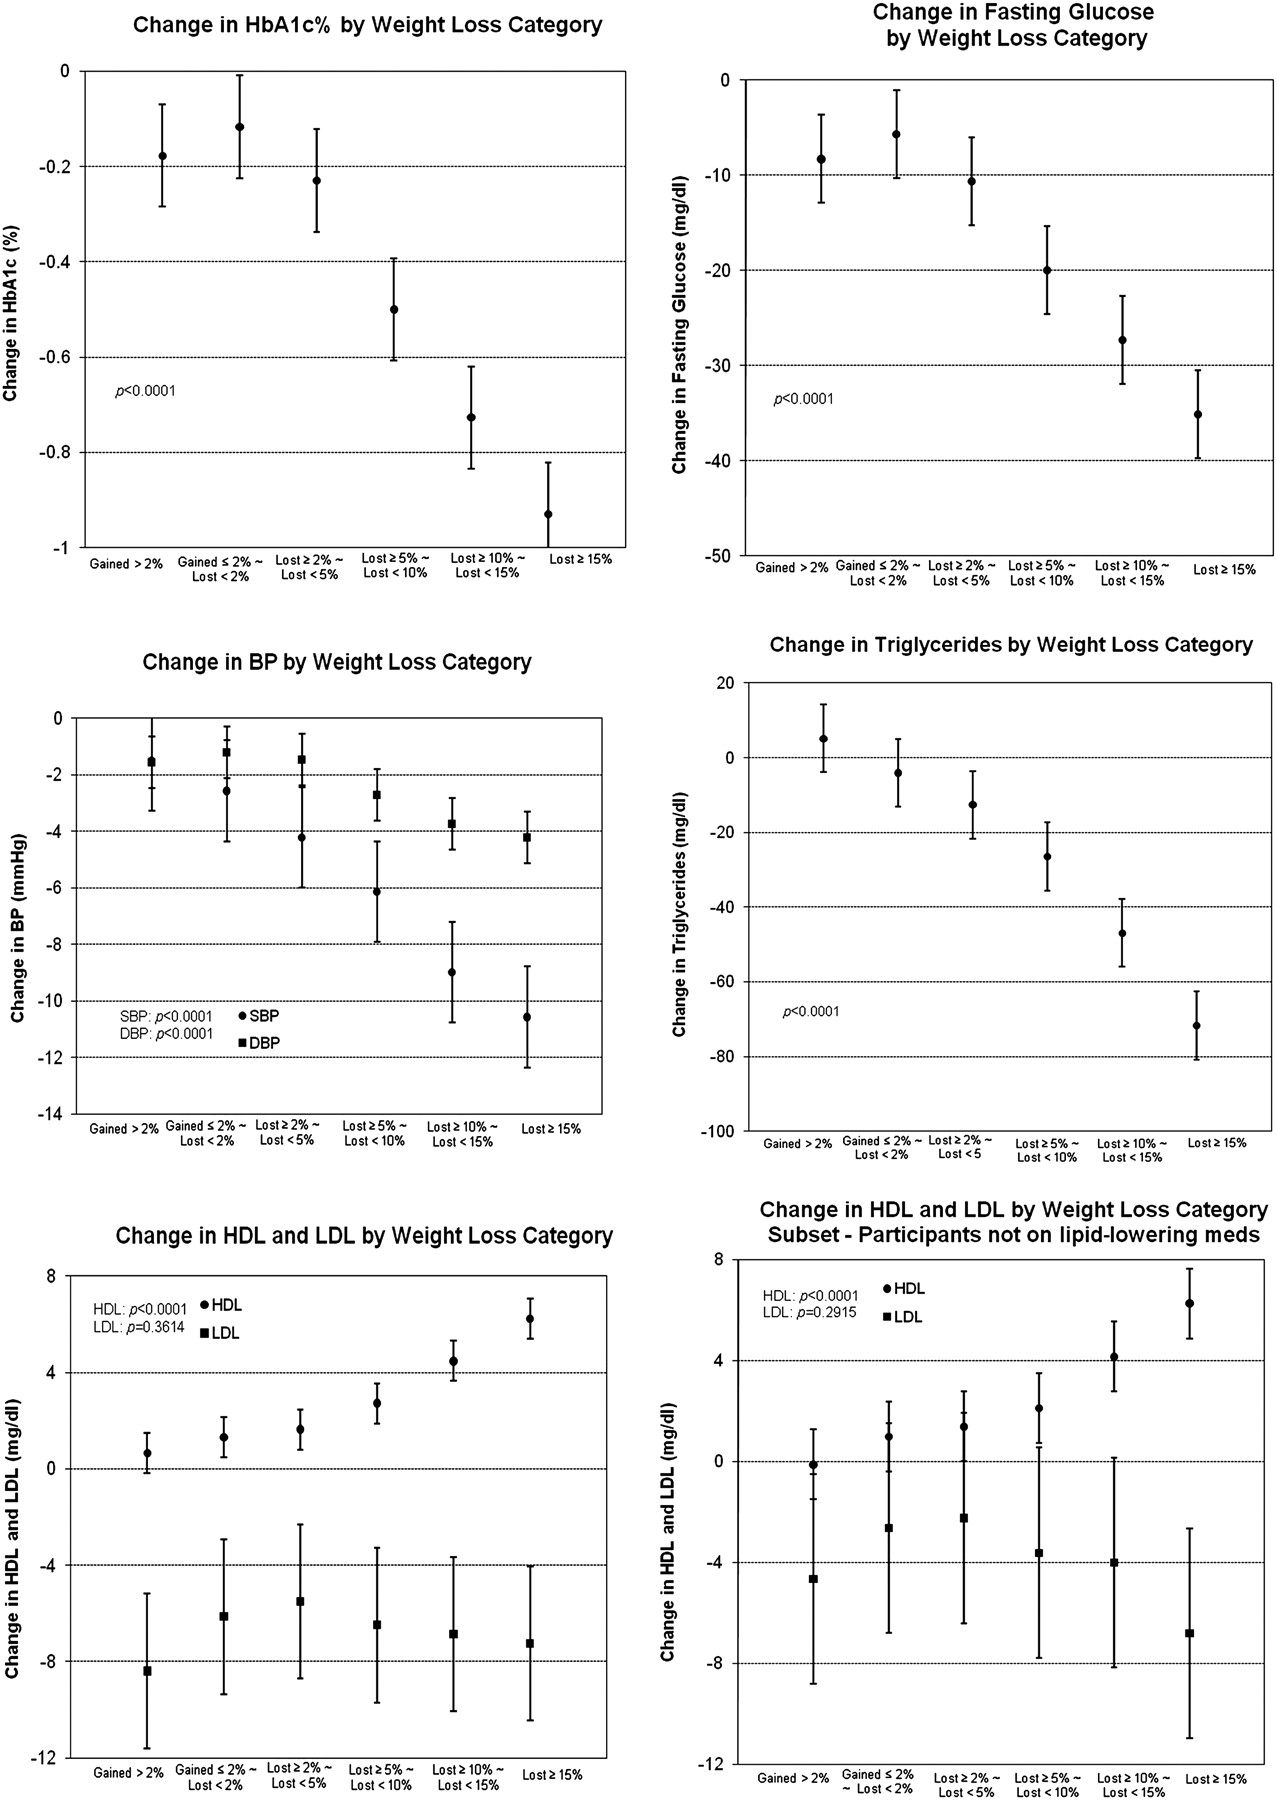 Change in HbA1c% by Weight Loss Category
Change in HbA1c (%)
0
-0.2
-0.4
-0.6
-0.8
-1
p<0.0001
Gained > 2%
Gained ≤ 2% ~
Lost < 2%
Lost ≥ 2% ~
Lost < 5%
Lost ≥ 5% ~
Lost < 10%
Lost ≥ 10% ~
Lost < 15%
Lost ≥ 15%
Change in Fasting Glucose
by Weight Loss Category
Change in Fasting Glucose (mg/dl)
0
-10
-20
-30
-40
-50
p<0.0001
Gained > 2%
Gained ≤ 2% ~
Lost < 2%
Lost ≥ 2% ~
Lost < 5%
Lost ≥ 5% ~
Lost < 10%
Lost ≥ 10% ~
Lost < 15%
Lost ≥ 15%
Change in BP by Weight Loss Category
Change in BP (mmHg)
0
-2
-4
-6
-8
-10
-12
-14
SBP: p<0.0001
DBP: p<0.0001
SBP
DBP
Gained > 2%
Gained ≤ 2% ~
Lost < 2%
Lost ≥ 2% ~
Lost < 5%
Lost ≥ 5% ~
Lost < 10%
Lost ≥ 10% ~
Lost < 15%
Lost ≥ 15%
Change in Triglycerides by Weight Loss Category
Change in Triglycerides (mg/dl)
20
0
-20
-40
-60
-80
-100
p<0.0001
Gained > 2%
Gained ≤ 2% ~
Lost < 2%
Lost ≥ 2% ~
Lost < 5
Lost ≥ 5% ~
Lost < 10%
Lost ≥ 10% ~
Lost < 15%
Lost ≥ 15%
Change in HDL and LDL by Weight Loss Category
Change in HDL and LDL (mg/dl)
8
4
0
-4
-8
-12
HDL: p<0.0001
LDL: p=0.3614
HDL
LDL
Gained > 2%
Gained ≤ 2% ~
Lost < 2%
Lost ≥ 2% ~
Lost < 5%
Lost ≥ 5% ~
Lost < 10%
Lost ≥ 10% ~
Lost < 15%
Lost ≥ 15%
Change in HDL and LDL by Weight Loss Category
Subset - Participants not on lipid-lowering meds
Change in HDL and LDL (mg/dl)
8
4
0
-4
-8
-12
HDL: p<0.0001
LDL: p=0.2915
HDL
LDL
Gained > 2%
Gained ≤ 2%
~ Lost < 2%
Lost ≥ 2% ~
Lost < 5%
Lost ≥ 5% ~
Lost < 10%
Lost ≥ 10% ~
Lost < 15%
Lost ≥ 15%